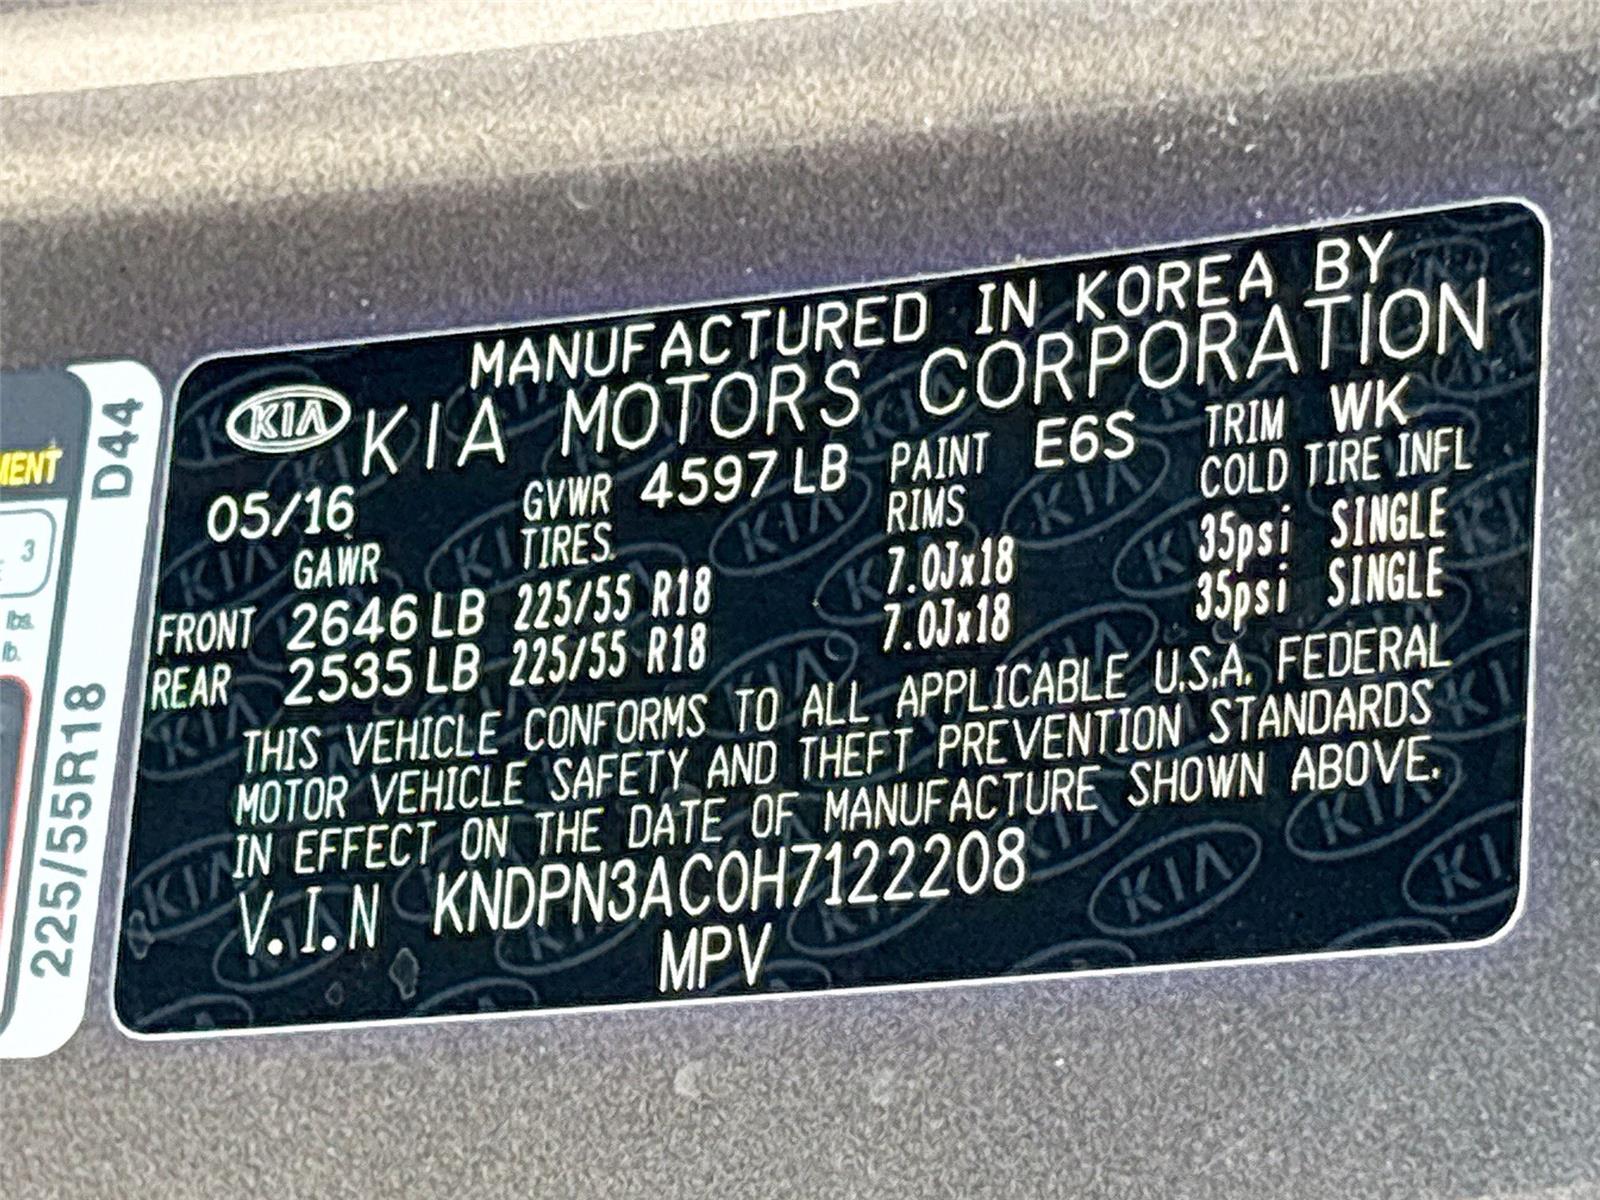 MANUFACTURED IN KOREA BY
KIA KIA MOTORS CORPORATION
05/16 GVWR 4597 LB PAINT E6S TRIM WK
GAWR TIRES RIMS COLD TIRE INFL
FRONT 2646 LB 225/55 R18 7.0Jx18 35psi SINGLE
REAR 2535 LB 225/55 R18 7.0Jx18 35psi SINGLE
THIS VEHICLE CONFORMS TO ALL APPLICABLE U.S.A. FEDERAL
MOTOR VEHICLE SAFETY AND THEFT PREVENTION STANDARDS
IN EFFECT ON THE DATE OF MANUFACTURE SHOWN ABOVE.
V.I.N KNDPN3AC0H7122208
MPV
225/55R18 D44
3
lbs.
lb.